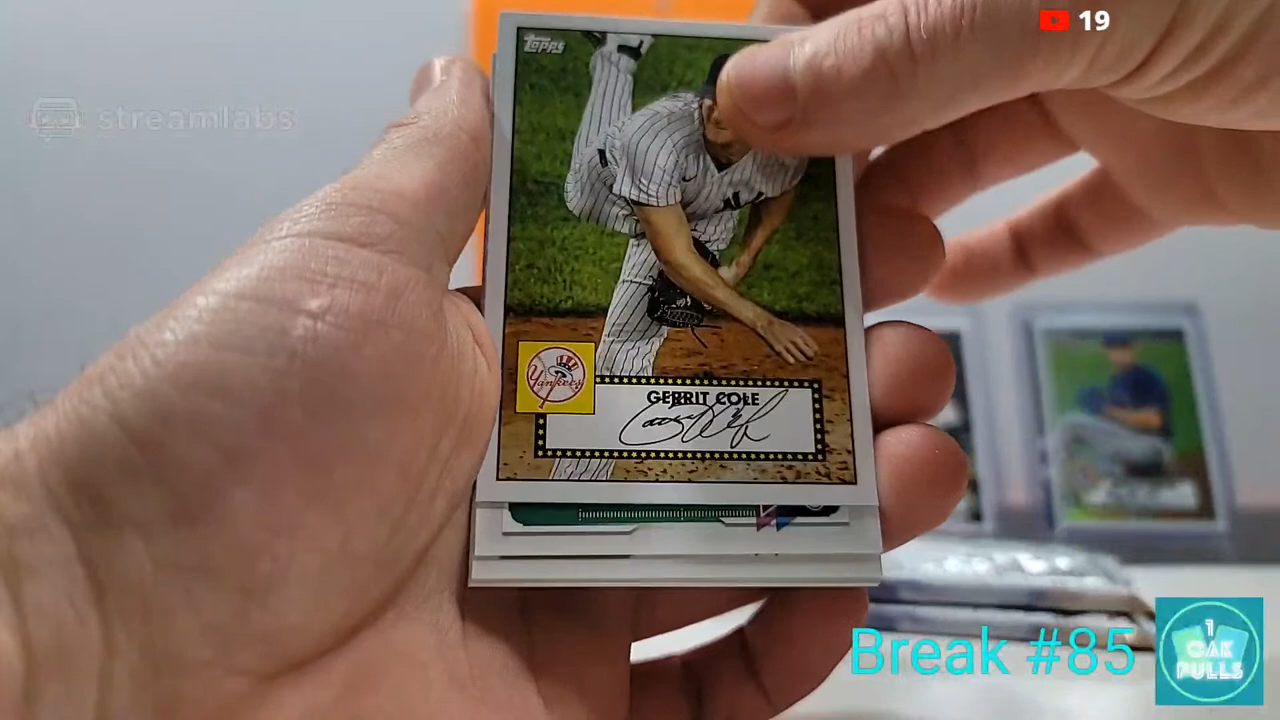 19
streamlabs
Topps
Yankees
GERRIT COLE
Break #85
1
OAK
PULLS